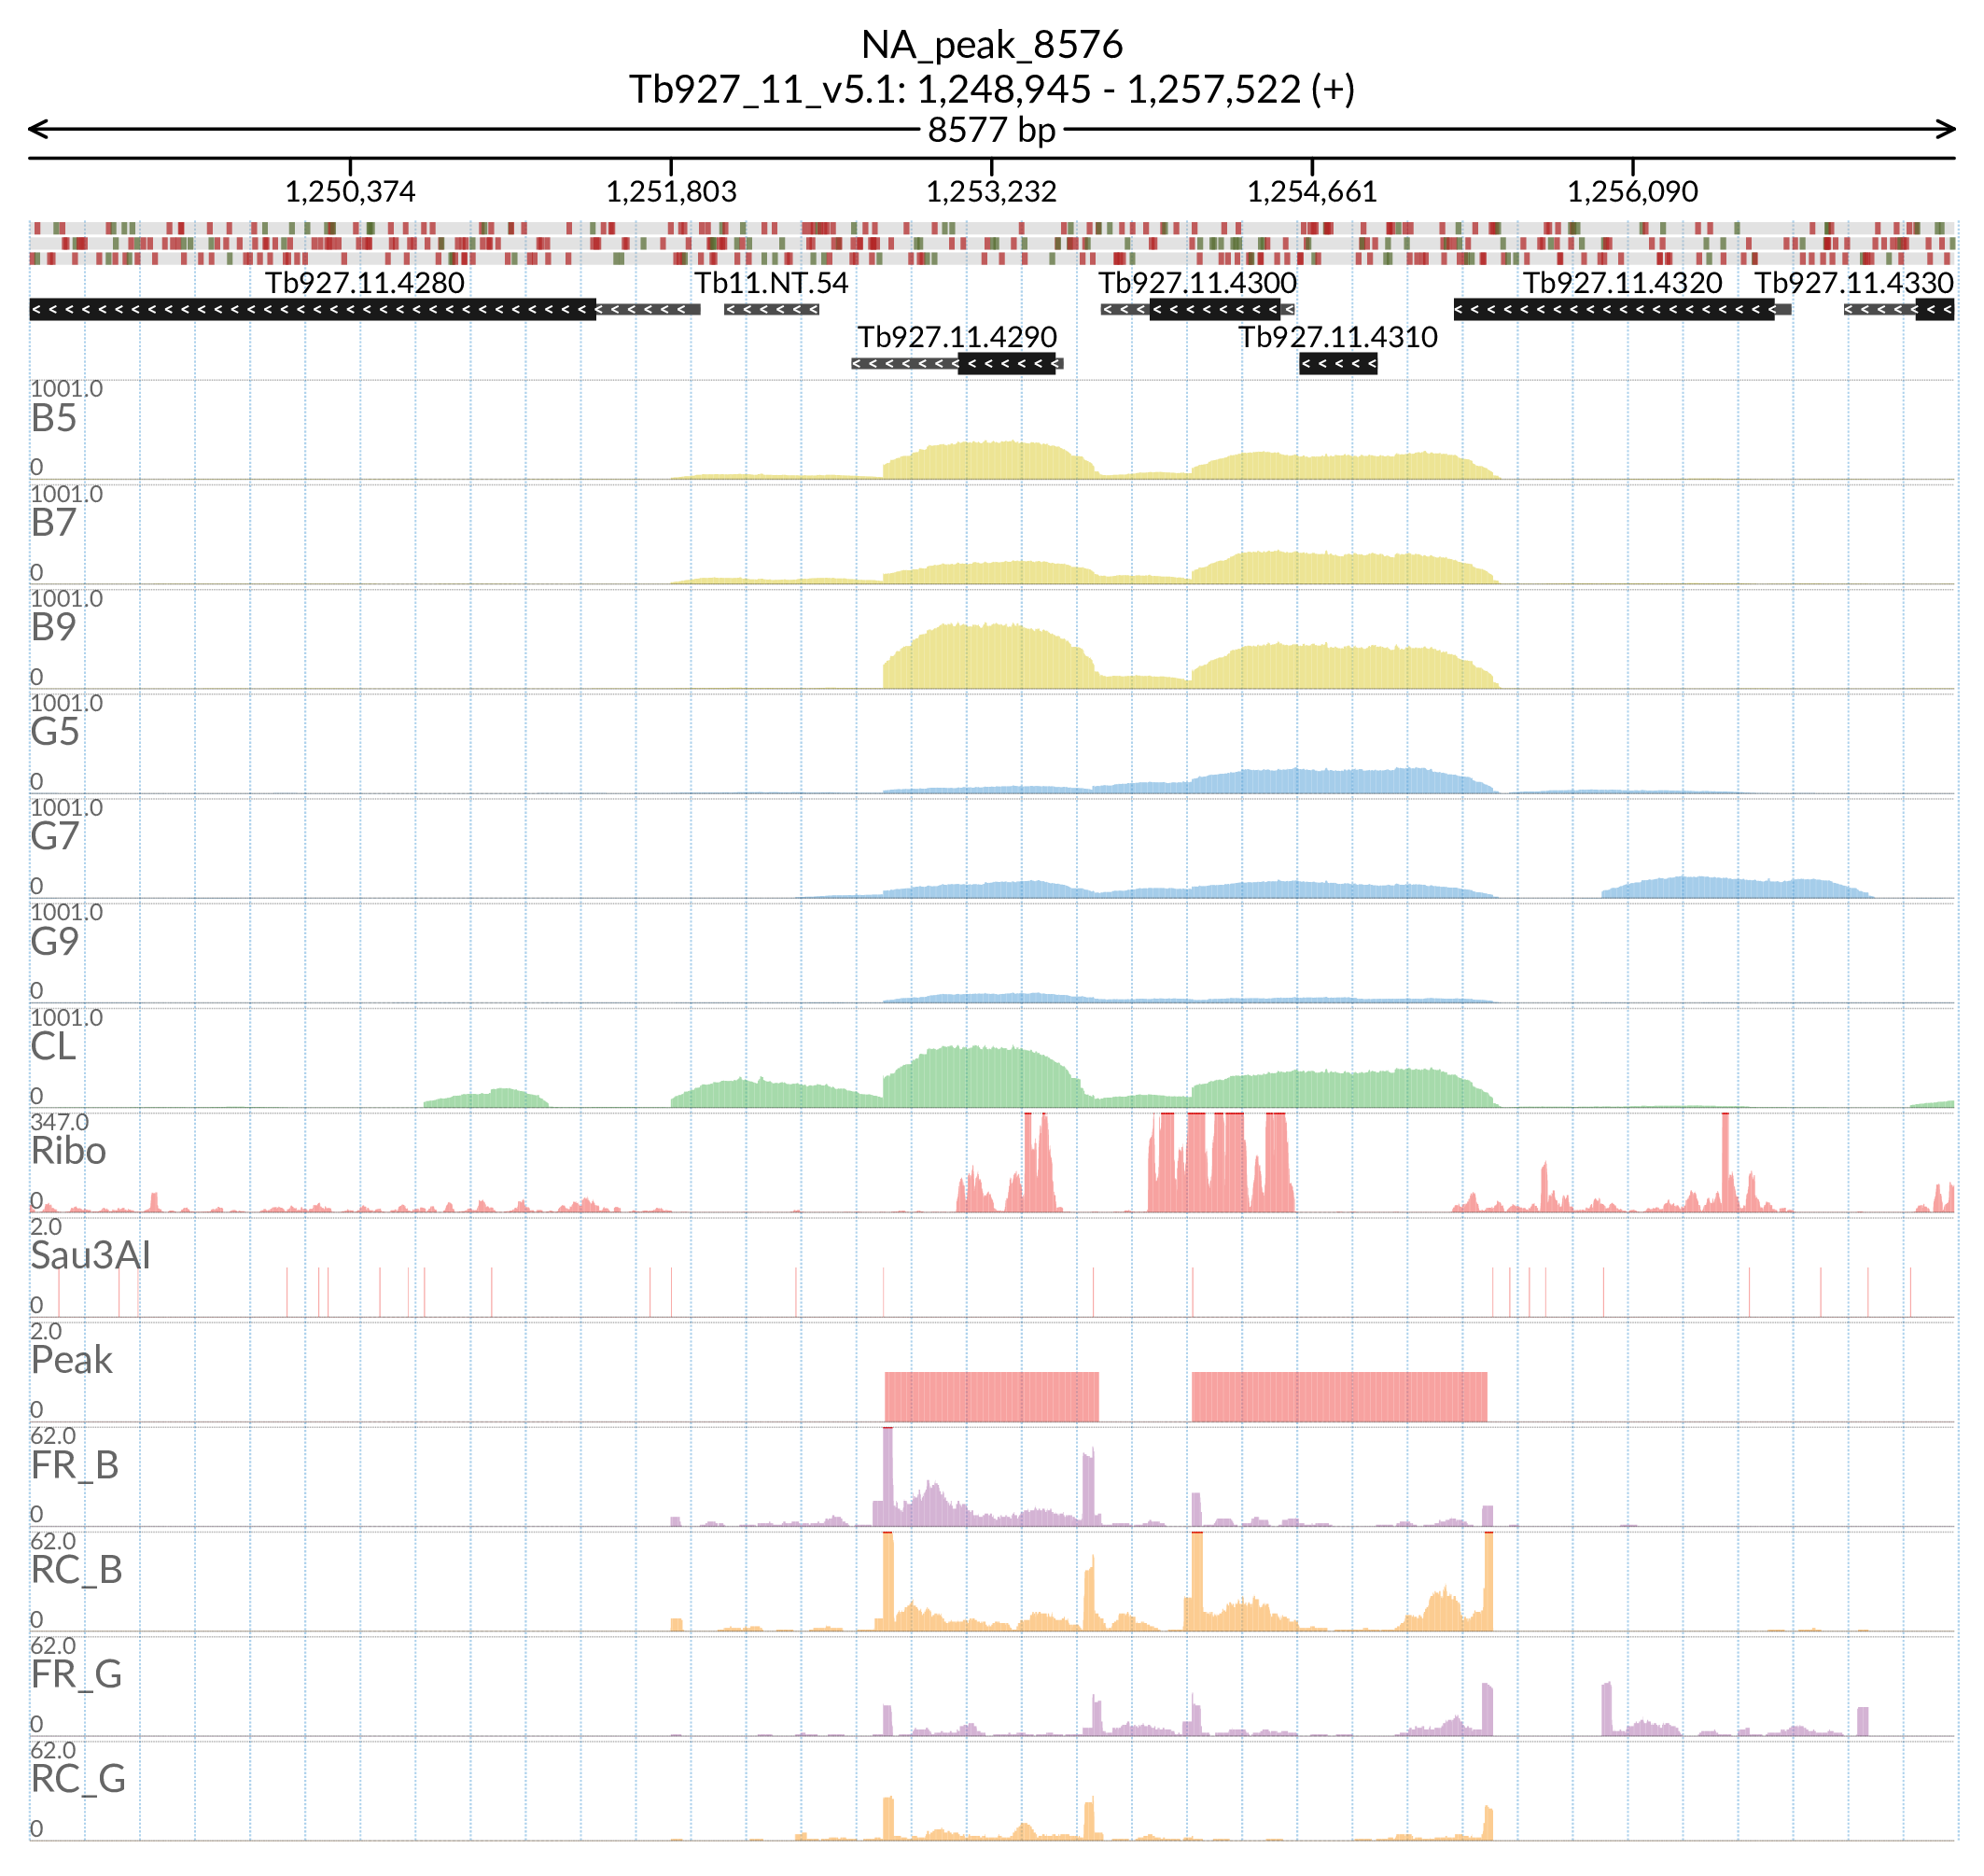 NA_peak_8576
Tb927_11_v5.1: 1,248,945 - 1,257,522 (+)
8577 bp
1,250,374 1,251,803 1,253,232 1,254,661 1,256,090
Tb927.11.4280 Tb11.NT.54 Tb927.11.4300 Tb927.11.4320 Tb927.11.4330
Tb927.11.4290 Tb927.11.4310
1001.0
B5
0
1001.0
B7
0
1001.0
B9
0
1001.0
G5
0
1001.0
G7
0
1001.0
G9
0
1001.0
CL
0
347.0
Ribo
0
2.0
Sau3AI
0
2.0
Peak
0
62.0
FR_B
0
62.0
RC_B
0
62.0
FR_G
0
62.0
RC_G
0